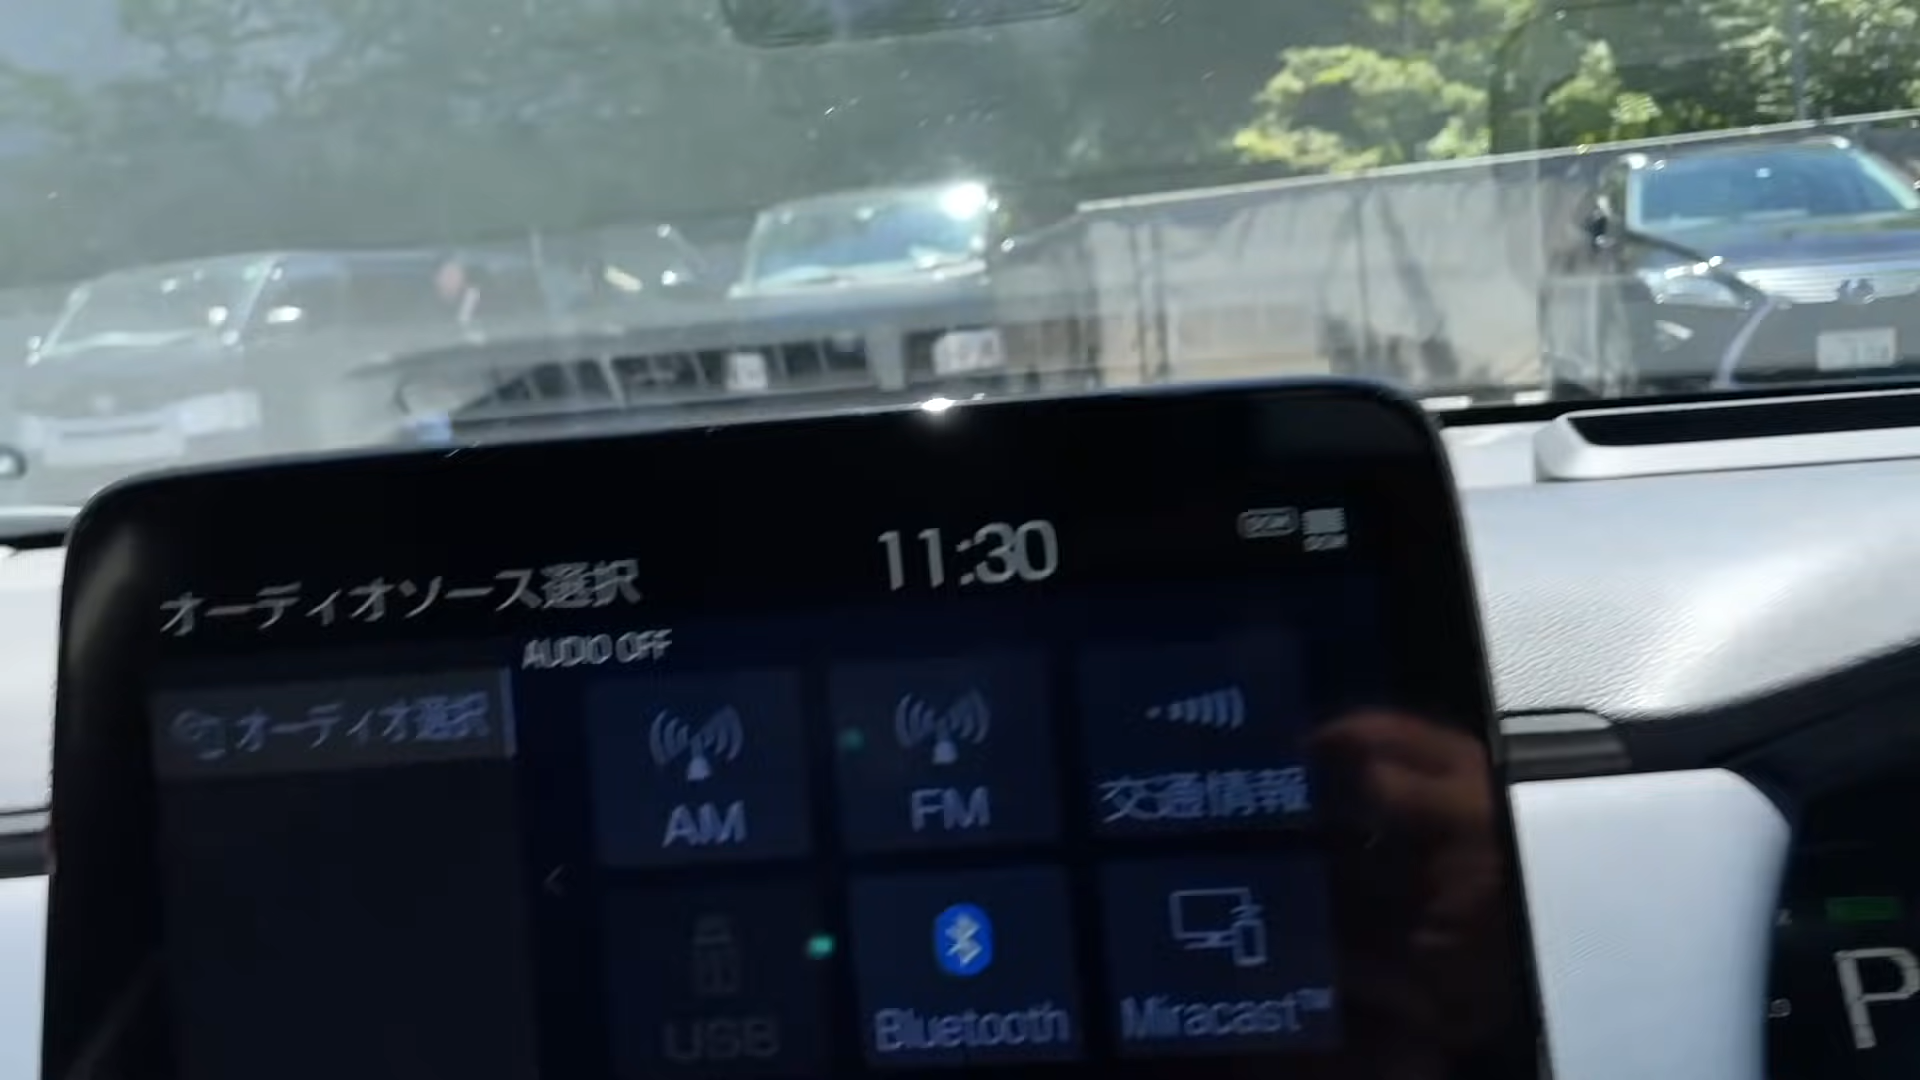 11:30
オーディオソース選択
AUDIO OFF
オーディオ選択
AM
FM
交通情報
USB
Bluetooth
Miracast™
P